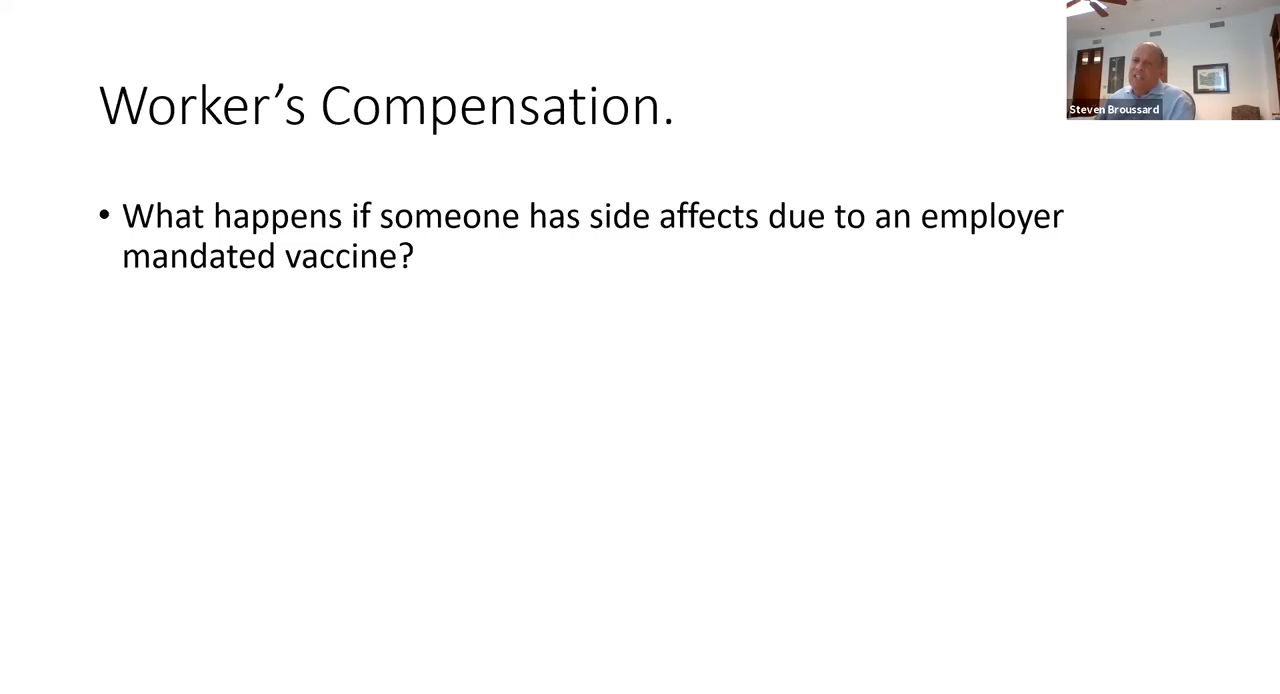 Worker’s Compensation.
• What happens if someone has side affects due to an employer
mandated vaccine?
Steven Broussard